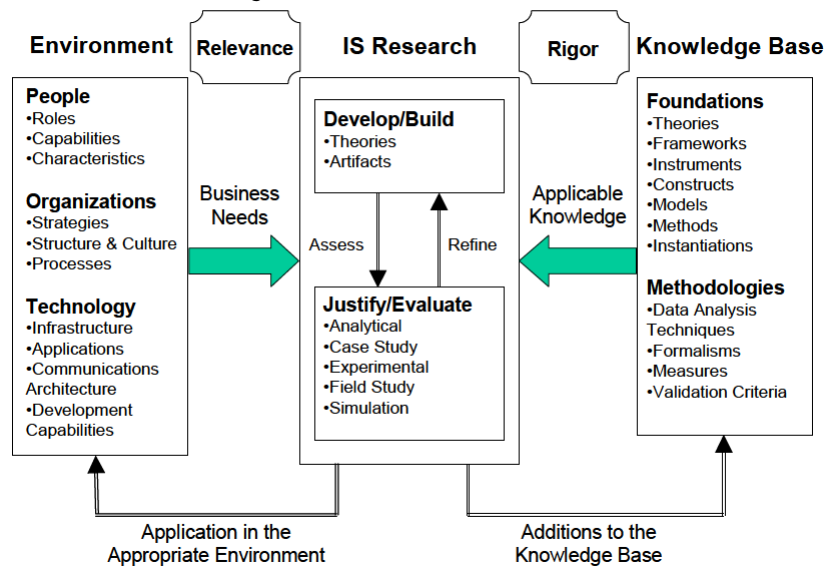 Environment
Relevance
IS Research
Rigor
Knowledge Base
People
•Roles
•Capabilities
•Characteristics
Organizations
•Strategies
•Structure & Culture
•Processes
Technology
•Infrastructure
•Applications
•Communications
Architecture
•Development
Capabilities
Business
Needs
Develop/Build
•Theories
•Artifacts
Assess
Refine
Justify/Evaluate
•Analytical
•Case Study
•Experimental
•Field Study
•Simulation
Applicable
Knowledge
Foundations
•Theories
•Frameworks
•Instruments
•Constructs
•Models
•Methods
•Instantiations
Methodologies
•Data Analysis
Techniques
•Formalisms
•Measures
•Validation Criteria
Application in the
Appropriate Environment
Additions to the
Knowledge Base